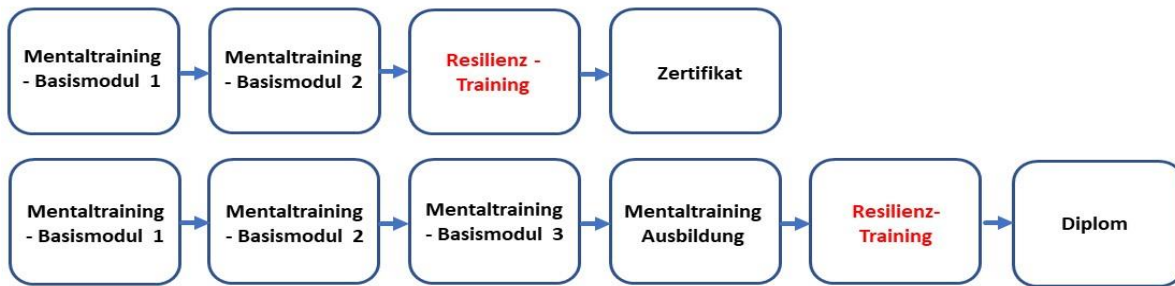 Mentaltraining
- Basismodul 1
Mentaltraining
- Basismodul 2
Resilienz -
Training
Zertifikat
Mentaltraining
- Basismodul 1
Mentaltraining
- Basismodul 2
Mentaltraining
- Basismodul 3
Mentaltraining
Ausbildung
Resilienz-
Training
Diplom